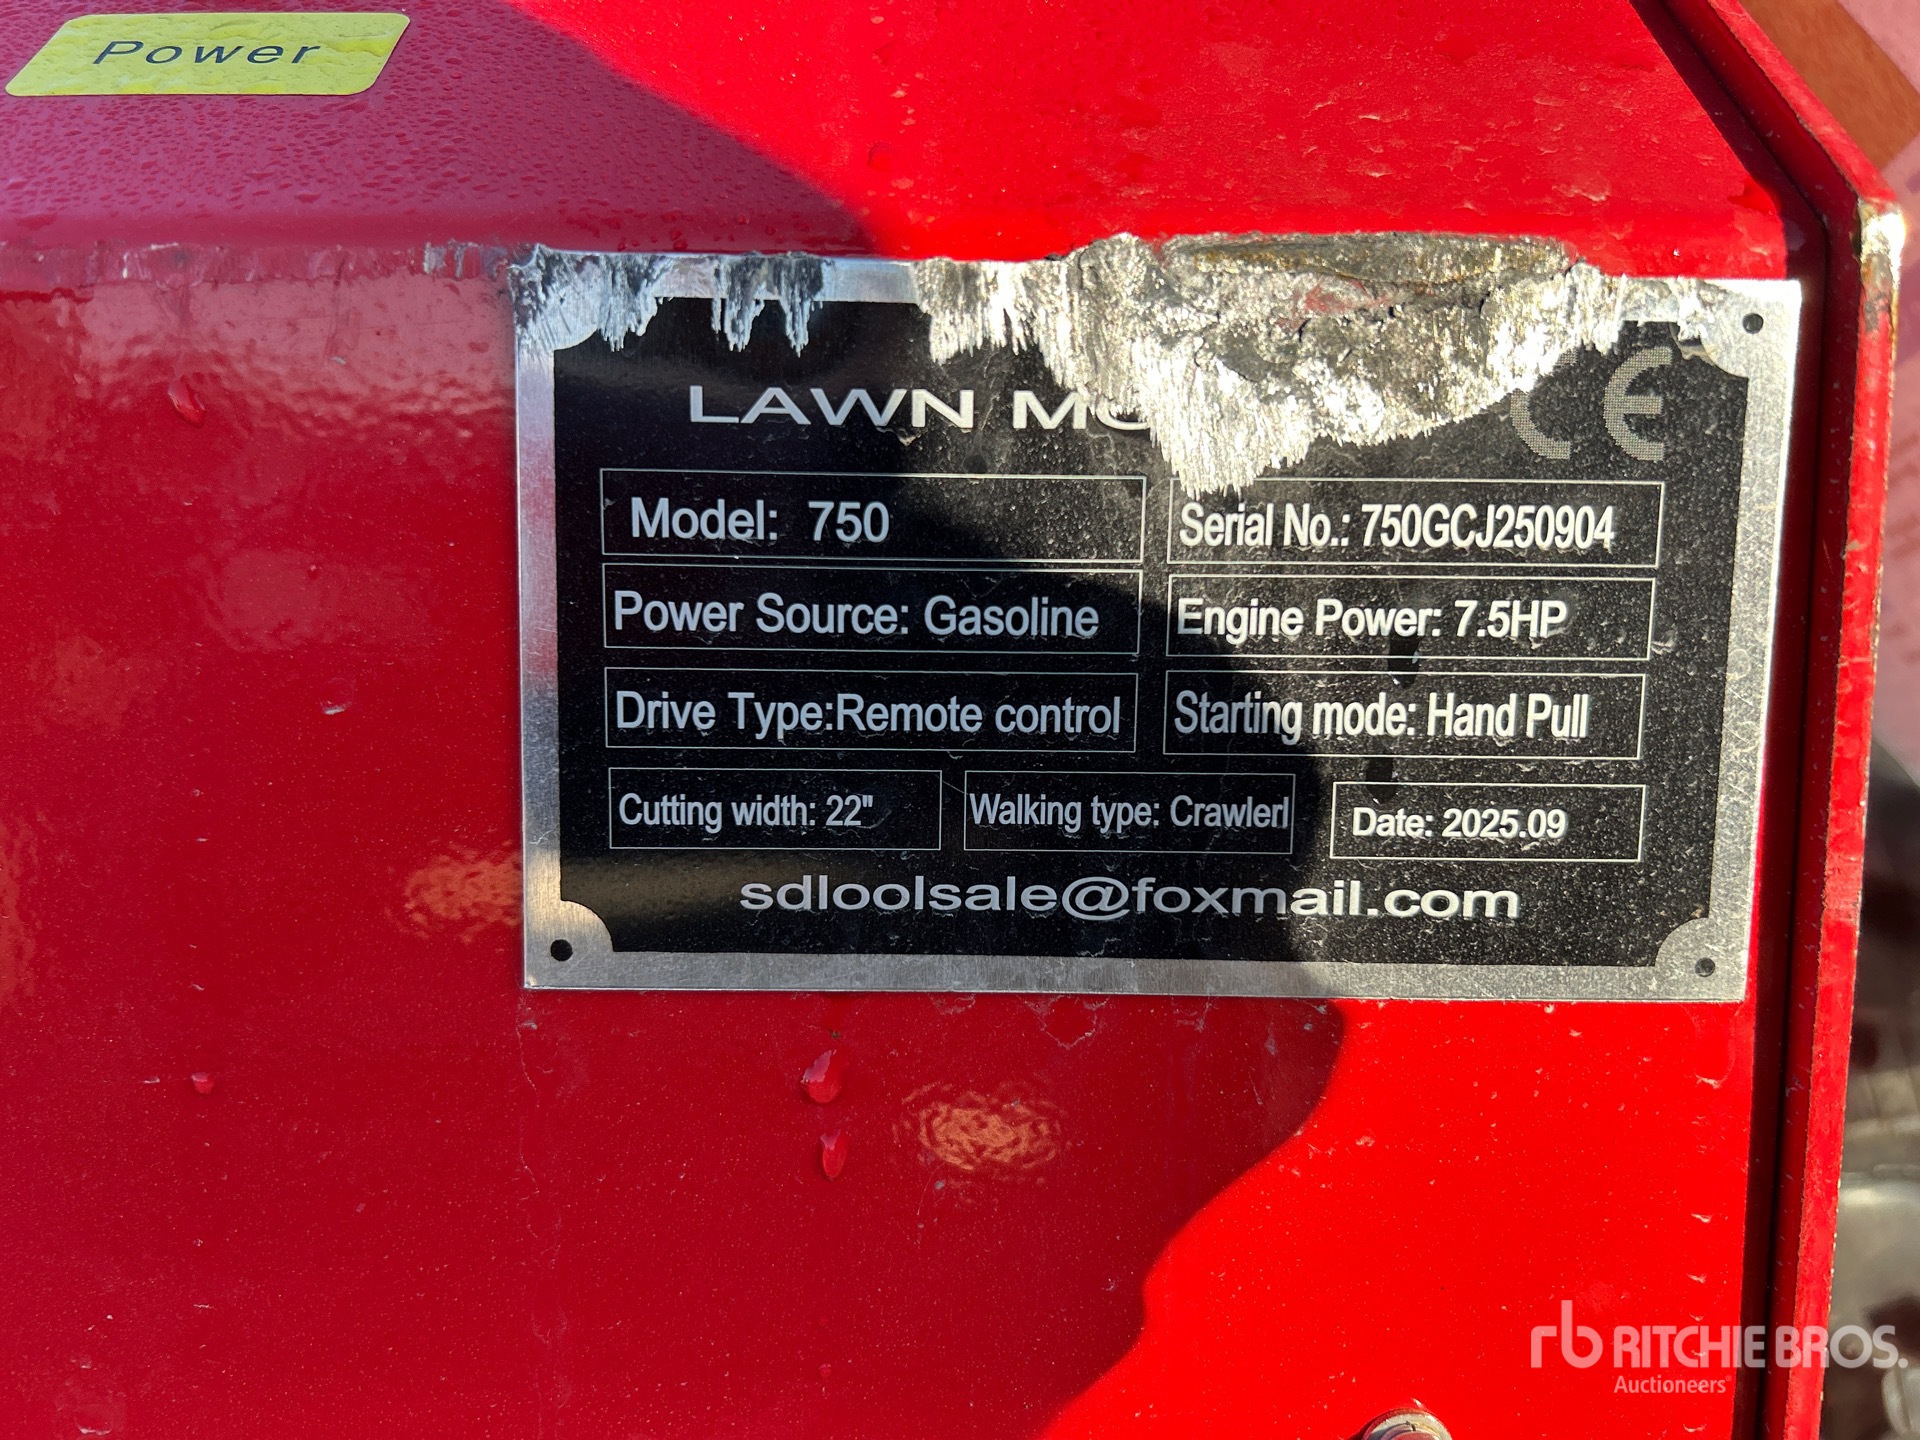 Power
LAWN
CE
Model: 750
Serial No.: 750GCJ250904
Power Source: Gasoline
Engine Power: 7.5HP
Drive Type:Remote control
Starting mode: Hand Pull
Cutting width: 22"
Walking type: Crawlerl
Date: 2025.09
sdloolsale@foxmail.com
rb RITCHIE BROS.
Auctioneers